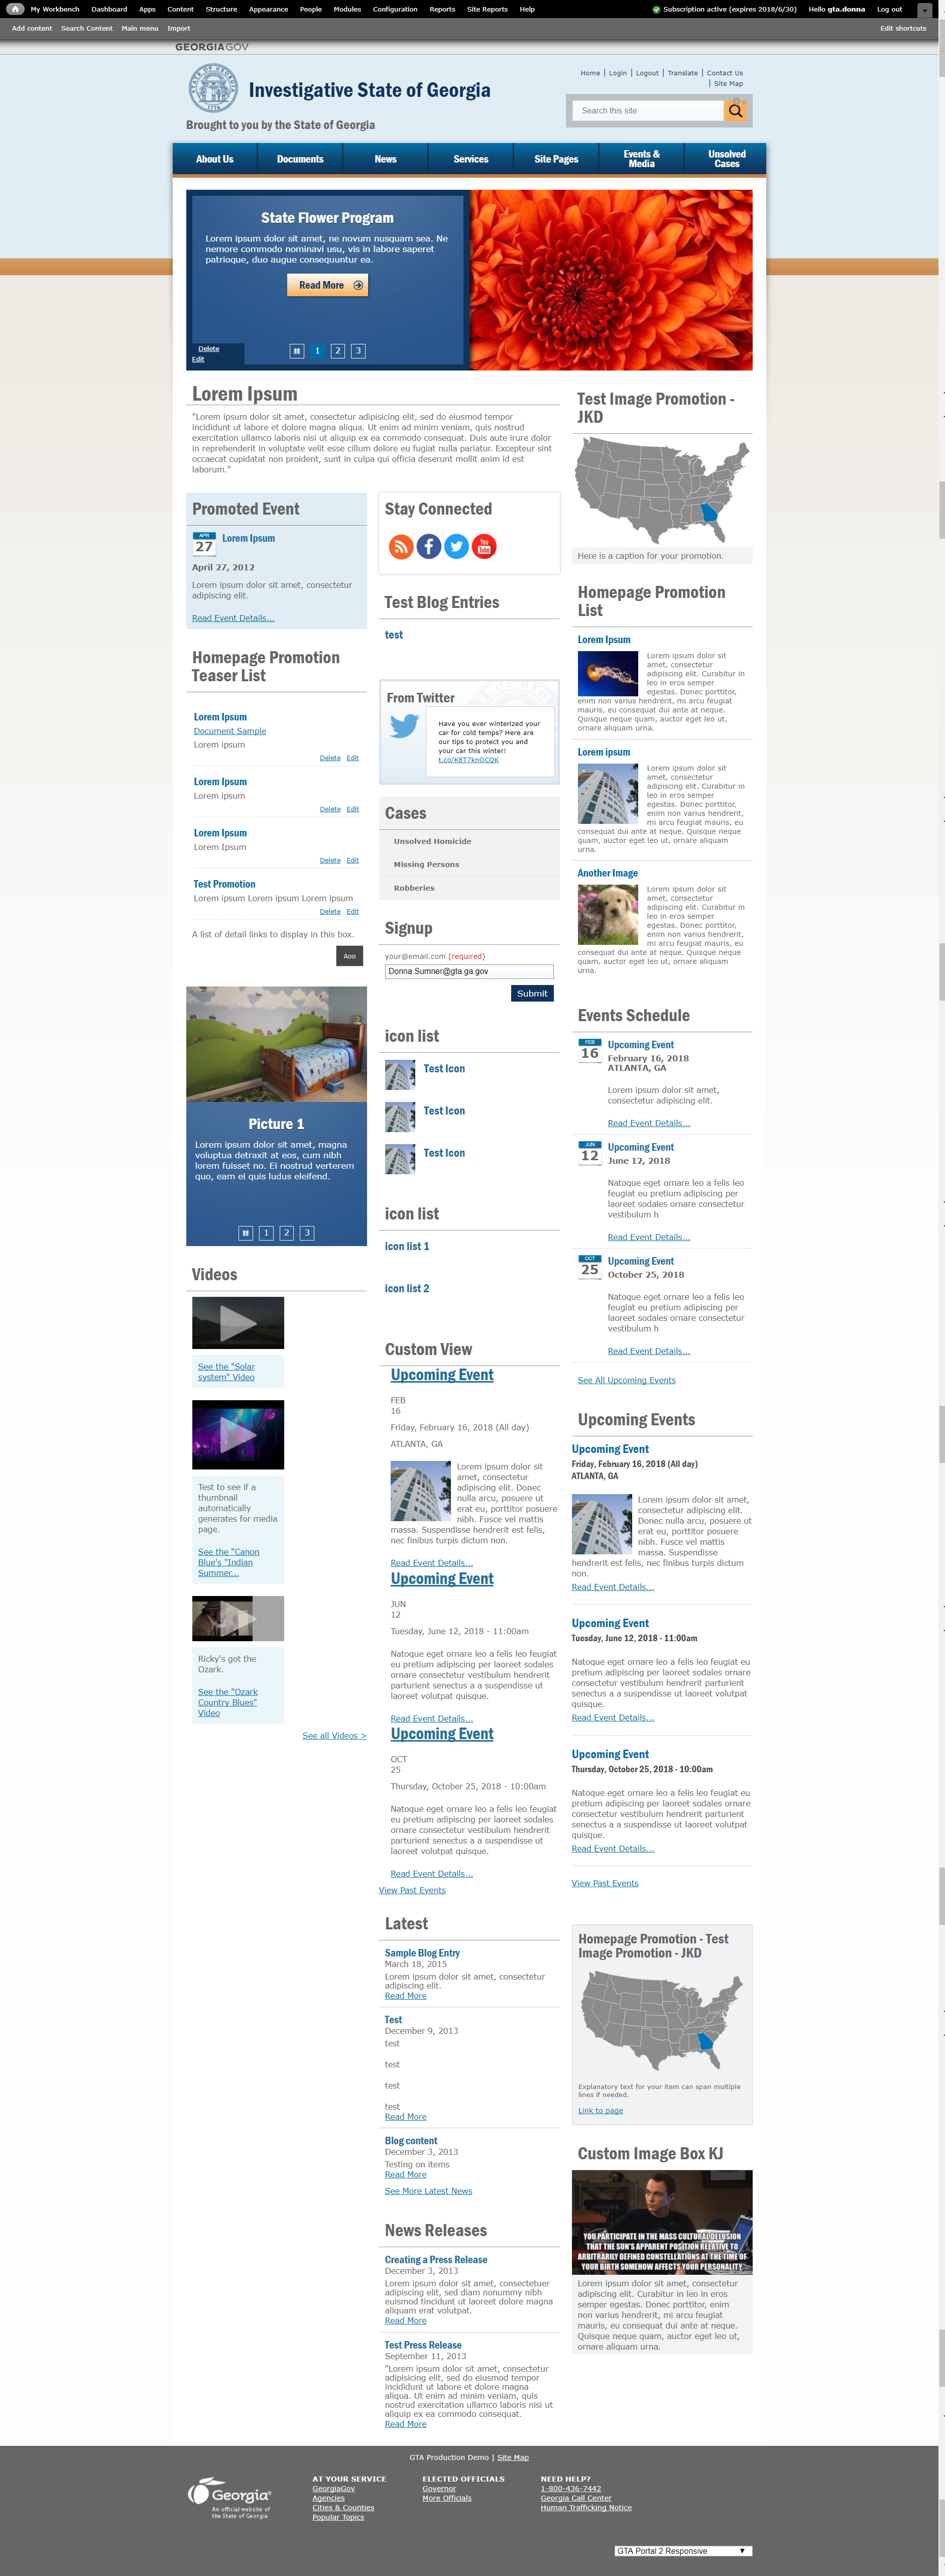 My Workbench Dashboard Apps Content Structure Appearance People Modules Configuration Reports Site Reports Help Subscription active (expires 2018/6/30) Hello gta.donna Log out
Add content Search Content Main menu Import Edit shortcuts
GEORGIAGOV
Home | Login | Logout | Translate | Contact Us
| Site Map
Investigative State of Georgia
Search this site
Brought to you by the State of Georgia
About Us Documents News Services Site Pages Events & Media Unsolved Cases
State Flower Program
Lorem ipsum dolor sit amet, ne novum nusquam sea. Ne
nemore commodo nominavi usu, vis in labore saperet
patrioque, duo augue consequuntur ea.
Read More
Delete
Edit
1 2 3
Lorem Ipsum
"Lorem ipsum dolor sit amet, consectetur adipisicing elit, sed do eiusmod tempor
incididunt ut labore et dolore magna aliqua. Ut enim ad minim veniam, quis nostrud
exercitation ullamco laboris nisi ut aliquip ex ea commodo consequat. Duis aute irure dolor
in reprehenderit in voluptate velit esse cillum dolore eu fugiat nulla pariatur. Excepteur sint
occaecat cupidatat non proident, sunt in culpa qui officia deserunt mollit anim id est
laborum."
Promoted Event
APR
27
Lorem Ipsum
April 27, 2012
Lorem ipsum dolor sit amet, consectetur
adipiscing elit.
Read Event Details...
Homepage Promotion
Teaser List
Lorem Ipsum
Document Sample
Lorem ipsum
Delete Edit
Lorem Ipsum
Lorem ipsum
Delete Edit
Lorem Ipsum
Lorem Ipsum
Delete Edit
Test Promotion
Lorem ipsum Lorem ipsum Lorem ipsum
Delete Edit
A list of detail links to display in this box.
ADD
Picture 1
Lorem ipsum dolor sit amet, magna
voluptua detraxit at eos, cum nibh
lorem fuisset no. Ei nostrud verterem
quo, eam ei quis ludus eleifend.
1 2 3
Videos
See the "Solar
system" Video
Test to see if a
thumbnail
automatically
generates for media
page.
See the "Canon
Blue's "Indian
Summer...
Ricky's got the
Ozark.
See the "Ozark
Country Blues"
Video
See all Videos >
Stay Connected
You
Tube
Test Blog Entries
test
From Twitter
Have you ever winterized your
car for cold temps? Here are
our tips to protect you and
your car this winter!
t.co/K8T7knOCQK
Cases
Unsolved Homicide
Missing Persons
Robberies
Signup
your@email.com (required)
Donna.Sumner@gta.ga.gov
Submit
icon list
Test Icon
Test Icon
Test Icon
icon list
icon list 1
icon list 2
Custom View
Upcoming Event
FEB
16
Friday, February 16, 2018 (All day)
ATLANTA, GA
Lorem ipsum dolor sit
amet, consectetur
adipiscing elit. Donec
nulla arcu, posuere ut
erat eu, porttitor posuere
nibh. Fusce vel mattis
massa. Suspendisse hendrerit est felis,
nec finibus turpis dictum non.
Read Event Details...
Upcoming Event
JUN
12
Tuesday, June 12, 2018 - 11:00am
Natoque eget ornare leo a felis leo feugiat
eu pretium adipiscing per laoreet sodales
ornare consectetur vestibulum hendrerit
parturient senectus a a suspendisse ut
laoreet volutpat quisque.
Read Event Details...
Upcoming Event
OCT
25
Thursday, October 25, 2018 - 10:00am
Natoque eget ornare leo a felis leo feugiat
eu pretium adipiscing per laoreet sodales
ornare consectetur vestibulum hendrerit
parturient senectus a a suspendisse ut
laoreet volutpat quisque.
Read Event Details...
View Past Events
Latest
Sample Blog Entry
March 18, 2015
Lorem ipsum dolor sit amet, consectetur
adipiscing elit.
Read More
Test
December 9, 2013
test
test
test
test
Read More
Blog content
December 3, 2013
Testing on items
Read More
See More Latest News
News Releases
Creating a Press Release
December 3, 2013
Lorem ipsum dolor sit amet, consectetuer
adipiscing elit, sed diam nonummy nibh
euismod tincidunt ut laoreet dolore magna
aliquam erat volutpat.
Read More
Test Press Release
September 11, 2013
"Lorem ipsum dolor sit amet, consectetur
adipisicing elit, sed do eiusmod tempor
incididunt ut labore et dolore magna
aliqua. Ut enim ad minim veniam, quis
nostrud exercitation ullamco laboris nisi ut
aliquip ex ea commodo consequat.
Read More
Test Image Promotion -
JKD
Here is a caption for your promotion.
Homepage Promotion
List
Lorem Ipsum
Lorem ipsum dolor sit
amet, consectetur
adipiscing elit. Curabitur in
leo in eros semper
egestas. Donec porttitor,
enim non varius hendrerit, mi arcu feugiat
mauris, eu consequat dui ante at neque.
Quisque neque quam, auctor eget leo ut,
ornare aliquam urna.
Lorem ipsum
Lorem ipsum dolor sit
amet, consectetur
adipiscing elit. Curabitur in
leo in eros semper
egestas. Donec porttitor,
enim non varius hendrerit,
mi arcu feugiat mauris, eu
consequat dui ante at neque. Quisque neque
quam, auctor eget leo ut, ornare aliquam
urna.
Another Image
Lorem ipsum dolor sit
amet, consectetur
adipiscing elit. Curabitur in
leo in eros semper
egestas. Donec porttitor,
enim non varius hendrerit,
mi arcu feugiat mauris, eu
consequat dui ante at neque. Quisque neque
quam, auctor eget leo ut, ornare aliquam
urna.
Events Schedule
FEB
16
Upcoming Event
February 16, 2018
ATLANTA, GA
Lorem ipsum dolor sit amet,
consectetur adipiscing elit.
Read Event Details...
JUN
12
Upcoming Event
June 12, 2018
Natoque eget ornare leo a felis leo
feugiat eu pretium adipiscing per
laoreet sodales ornare consectetur
vestibulum h
Read Event Details...
OCT
25
Upcoming Event
October 25, 2018
Natoque eget ornare leo a felis leo
feugiat eu pretium adipiscing per
laoreet sodales ornare consectetur
vestibulum h
Read Event Details...
See All Upcoming Events
Upcoming Events
Upcoming Event
Friday, February 16, 2018 (All day)
ATLANTA, GA
Lorem ipsum dolor sit amet,
consectetur adipiscing elit.
Donec nulla arcu, posuere ut
erat eu, porttitor posuere
nibh. Fusce vel mattis
massa. Suspendisse
hendrerit est felis, nec finibus turpis dictum
non.
Read Event Details...
Upcoming Event
Tuesday, June 12, 2018 - 11:00am
Natoque eget ornare leo a felis leo feugiat eu
pretium adipiscing per laoreet sodales ornare
consectetur vestibulum hendrerit parturient
senectus a a suspendisse ut laoreet volutpat
quisque.
Read Event Details...
Upcoming Event
Thursday, October 25, 2018 - 10:00am
Natoque eget ornare leo a felis leo feugiat eu
pretium adipiscing per laoreet sodales ornare
consectetur vestibulum hendrerit parturient
senectus a a suspendisse ut laoreet volutpat
quisque.
Read Event Details...
View Past Events
Homepage Promotion - Test
Image Promotion - JKD
Explanatory text for your item can span multiple
lines if needed.
Link to page
Custom Image Box KJ
YOU PARTICIPATE IN THE MASS CULTURAL DELUSION
THAT THE SUN'S APPARENT POSITION RELATIVE TO
ARBITRARILY DEFINED CONSTELLATIONS AT THE TIME OF
YOUR BIRTH SOMEHOW AFFECTS YOUR PERSONALITY
Lorem ipsum dolor sit amet, consectetur
adipiscing elit. Curabitur in leo in eros
semper egestas. Donec porttitor, enim
non varius hendrerit, mi arcu feugiat
mauris, eu consequat dui ante at neque.
Quisque neque quam, auctor eget leo ut,
ornare aliquam urna.
GTA Production Demo | Site Map
Georgia
An official website of
the State of Georgia
AT YOUR SERVICE
GeorgiaGov
Agencies
Cities & Counties
Popular Topics
ELECTED OFFICIALS
Governor
More Officials
NEED HELP?
1-800-436-7442
Georgia Call Center
Human Trafficking Notice
GTA Portal 2 Responsive